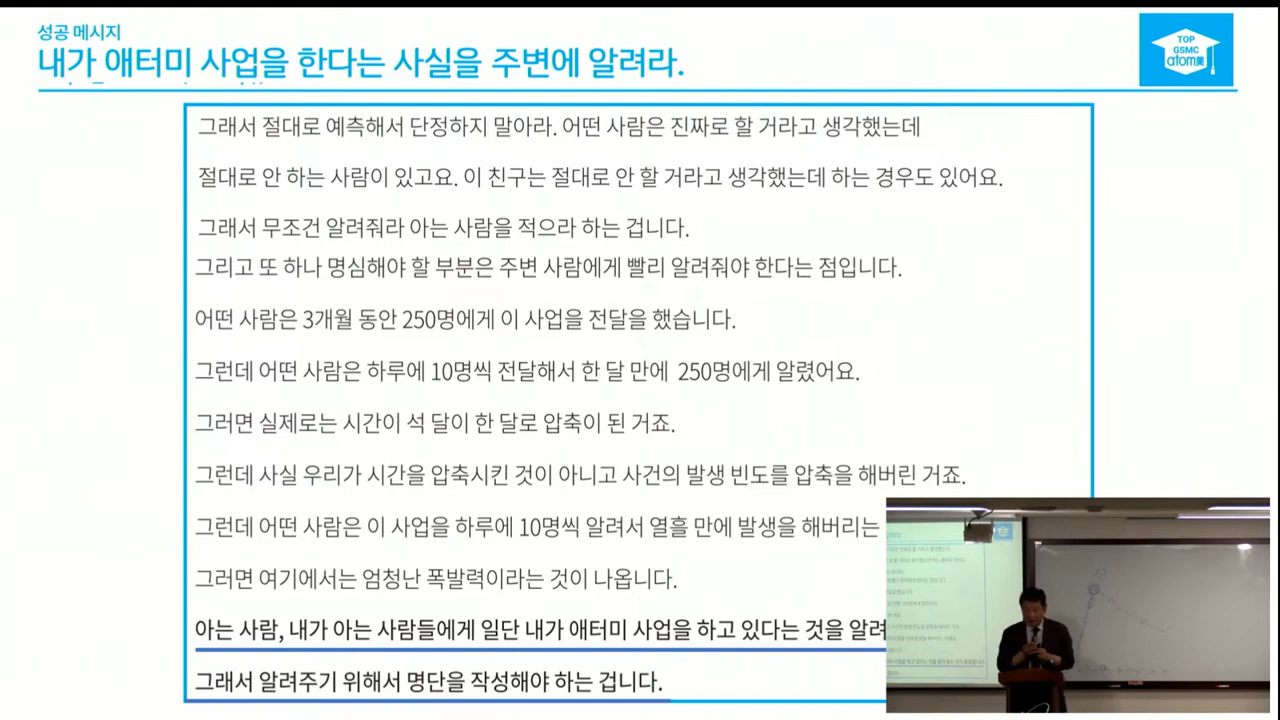 성공 메시지
내가 애터미 사업을 한다는 사실을 주변에 알려라.
TOP
GSMC
atom美
그래서 절대로 예측해서 단정하지 말아라. 어떤 사람은 진짜로 할 거라고 생각했는데
절대로 안 하는 사람이 있고요. 이 친구는 절대로 안 할 거라고 생각했는데 하는 경우도 있어요.
그래서 무조건 알려줘라 아는 사람을 적으라 하는 겁니다.
그리고 또 하나 명심해야 할 부분은 주변 사람에게 빨리 알려줘야 한다는 점입니다.
어떤 사람은 3개월 동안 250명에게 이 사업을 전달을 했습니다.
그런데 어떤 사람은 하루에 10명씩 전달해서 한 달 만에 250명에게 알렸어요.
그러면 실제로는 시간이 석 달이 한 달로 압축이 된 거죠.
그런데 사실 우리가 시간을 압축시킨 것이 아니고 사건의 발생 빈도를 압축을 해버린 거죠.
그런데 어떤 사람은 이 사업을 하루에 10명씩 알려서 열흘 만에 발생을 해버리는
그러면 여기에서는 엄청난 폭발력이라는 것이 나옵니다.
아는 사람, 내가 아는 사람들에게 일단 내가 애터미 사업을 하고 있다는 것을 알려
그래서 알려주기 위해서 명단을 작성해야 하는 겁니다.